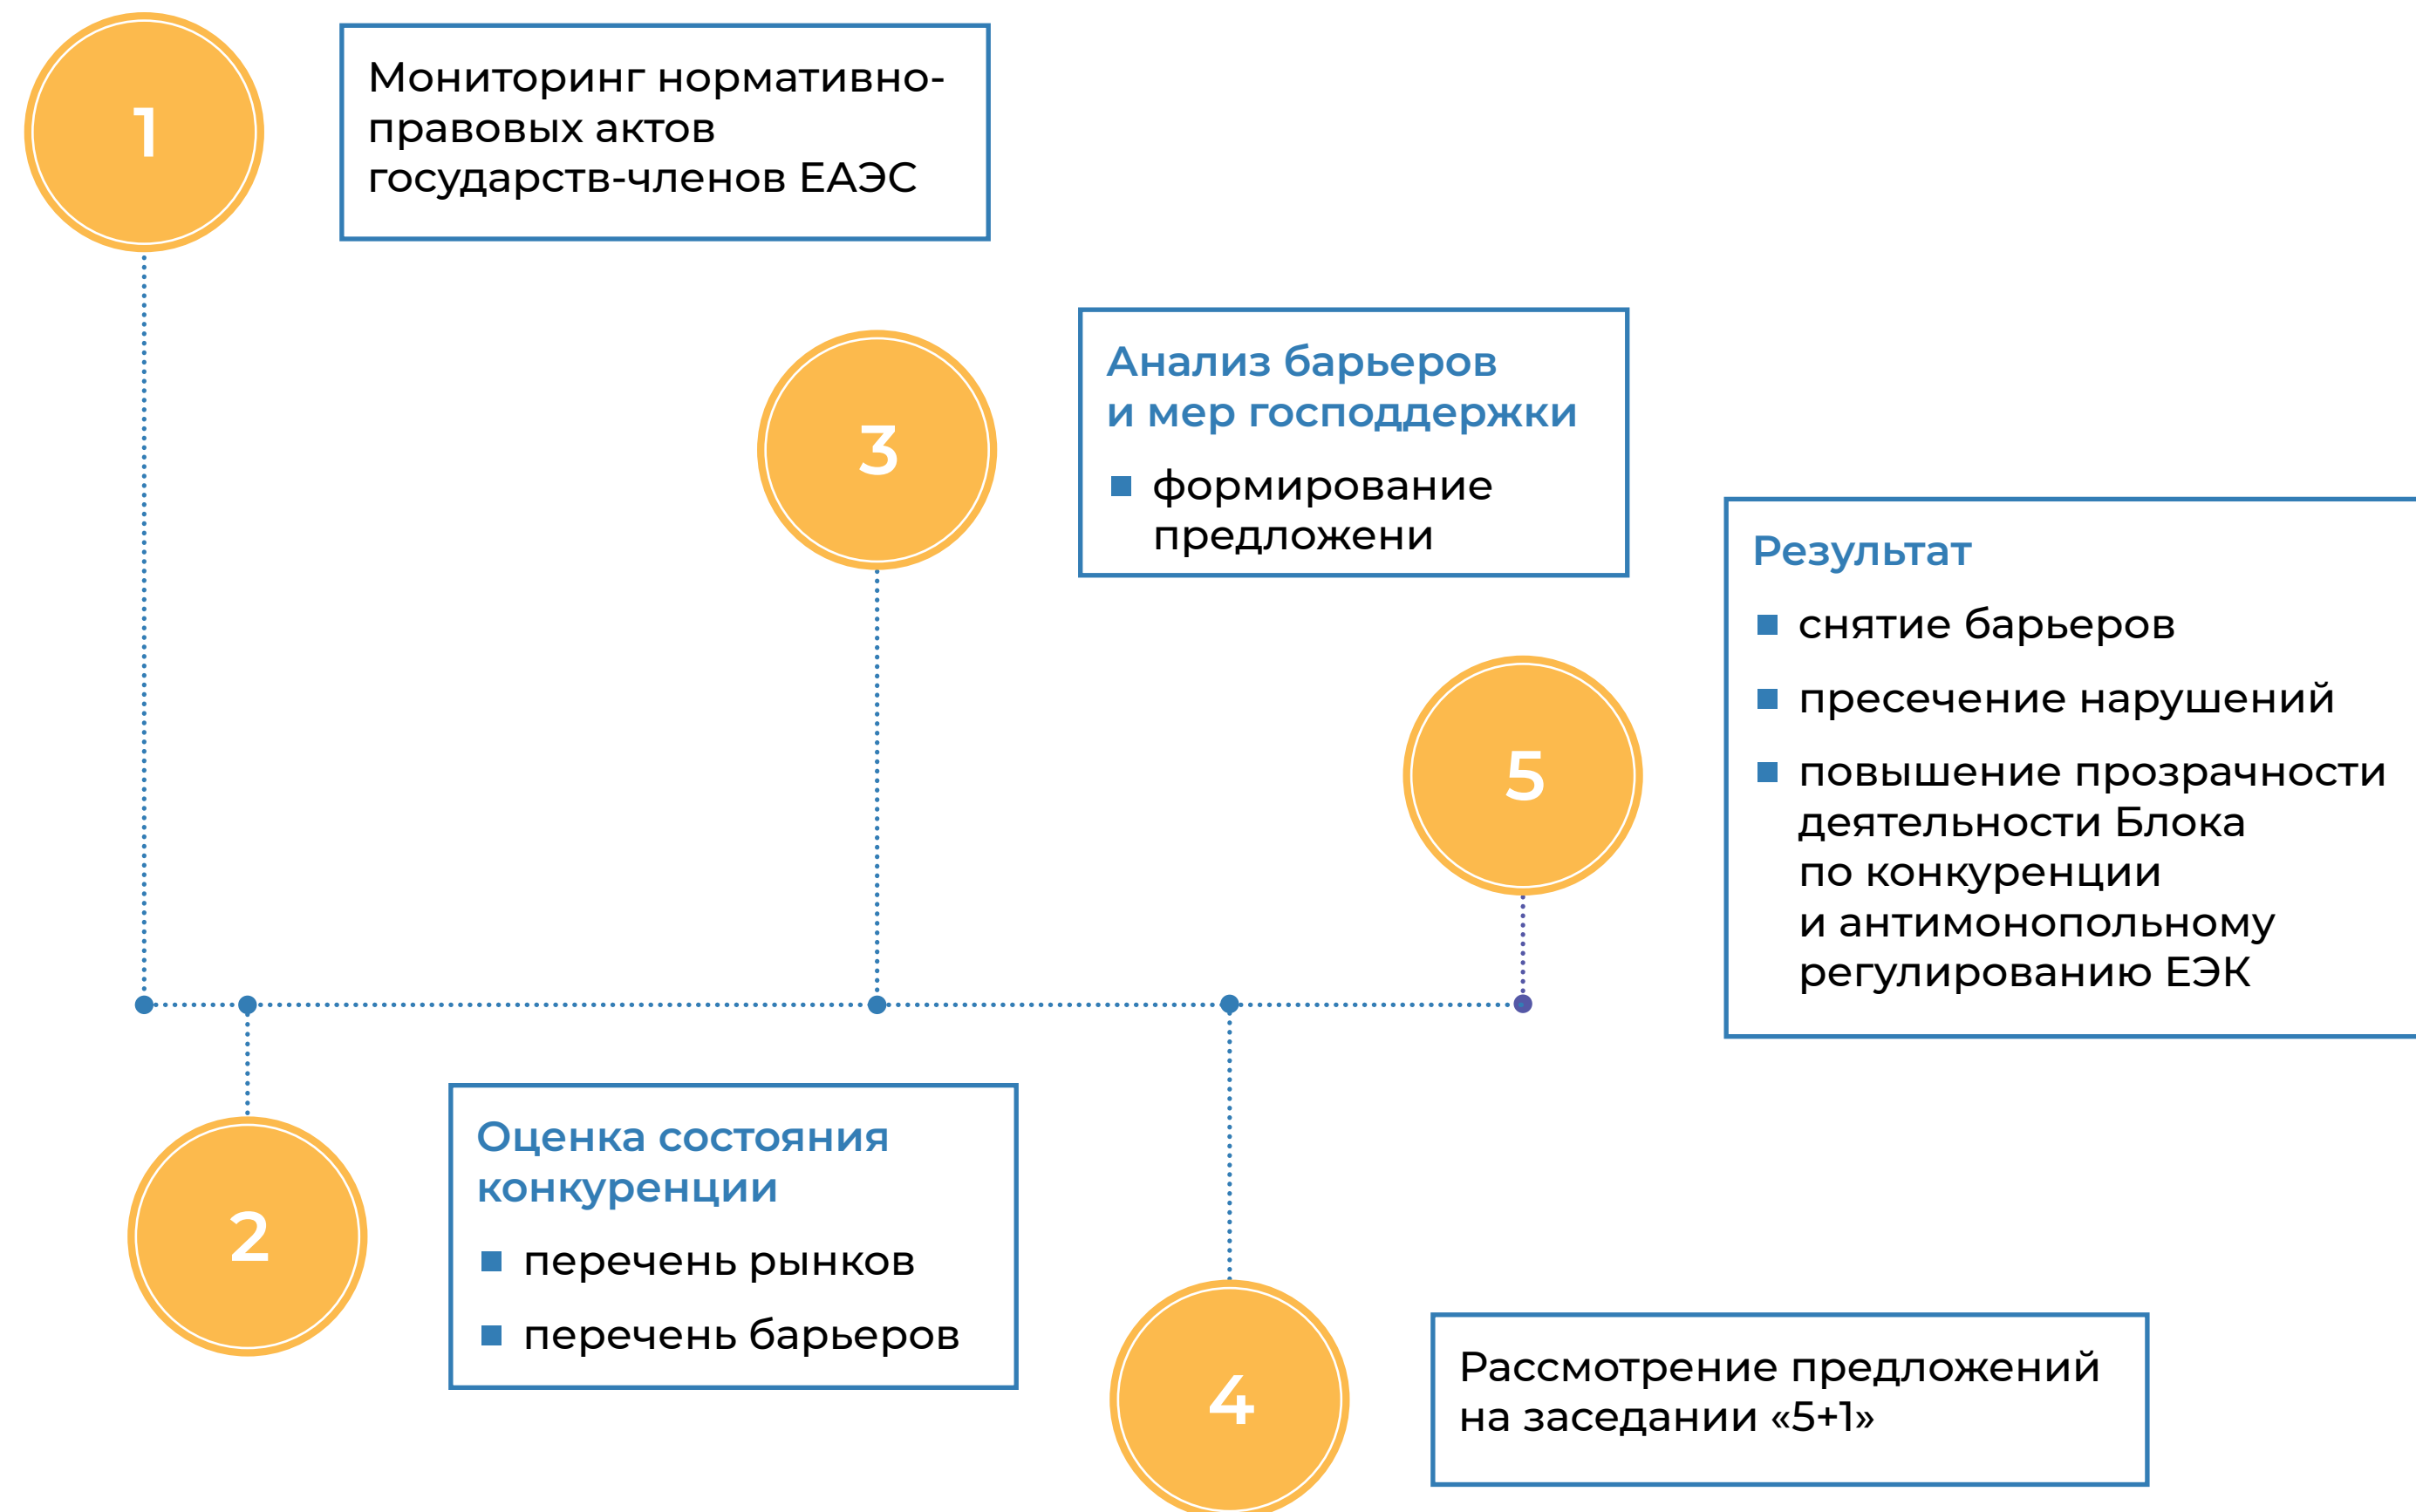 1
Мониторинг нормативно-
правовых актов
государств-членов ЕАЭС
2
Оценка состояния
конкуренции
перечень рынков
перечень барьеров
3
Анализ барьеров
и мер господдержки
формирование
предложени
4
Рассмотрение предложений
на заседании «5+1»
5
Результат
снятие барьеров
пресечение нарушений
повышение прозрачности
деятельности Блока
по конкуренции
и антимонопольному
регулированию ЕЭК